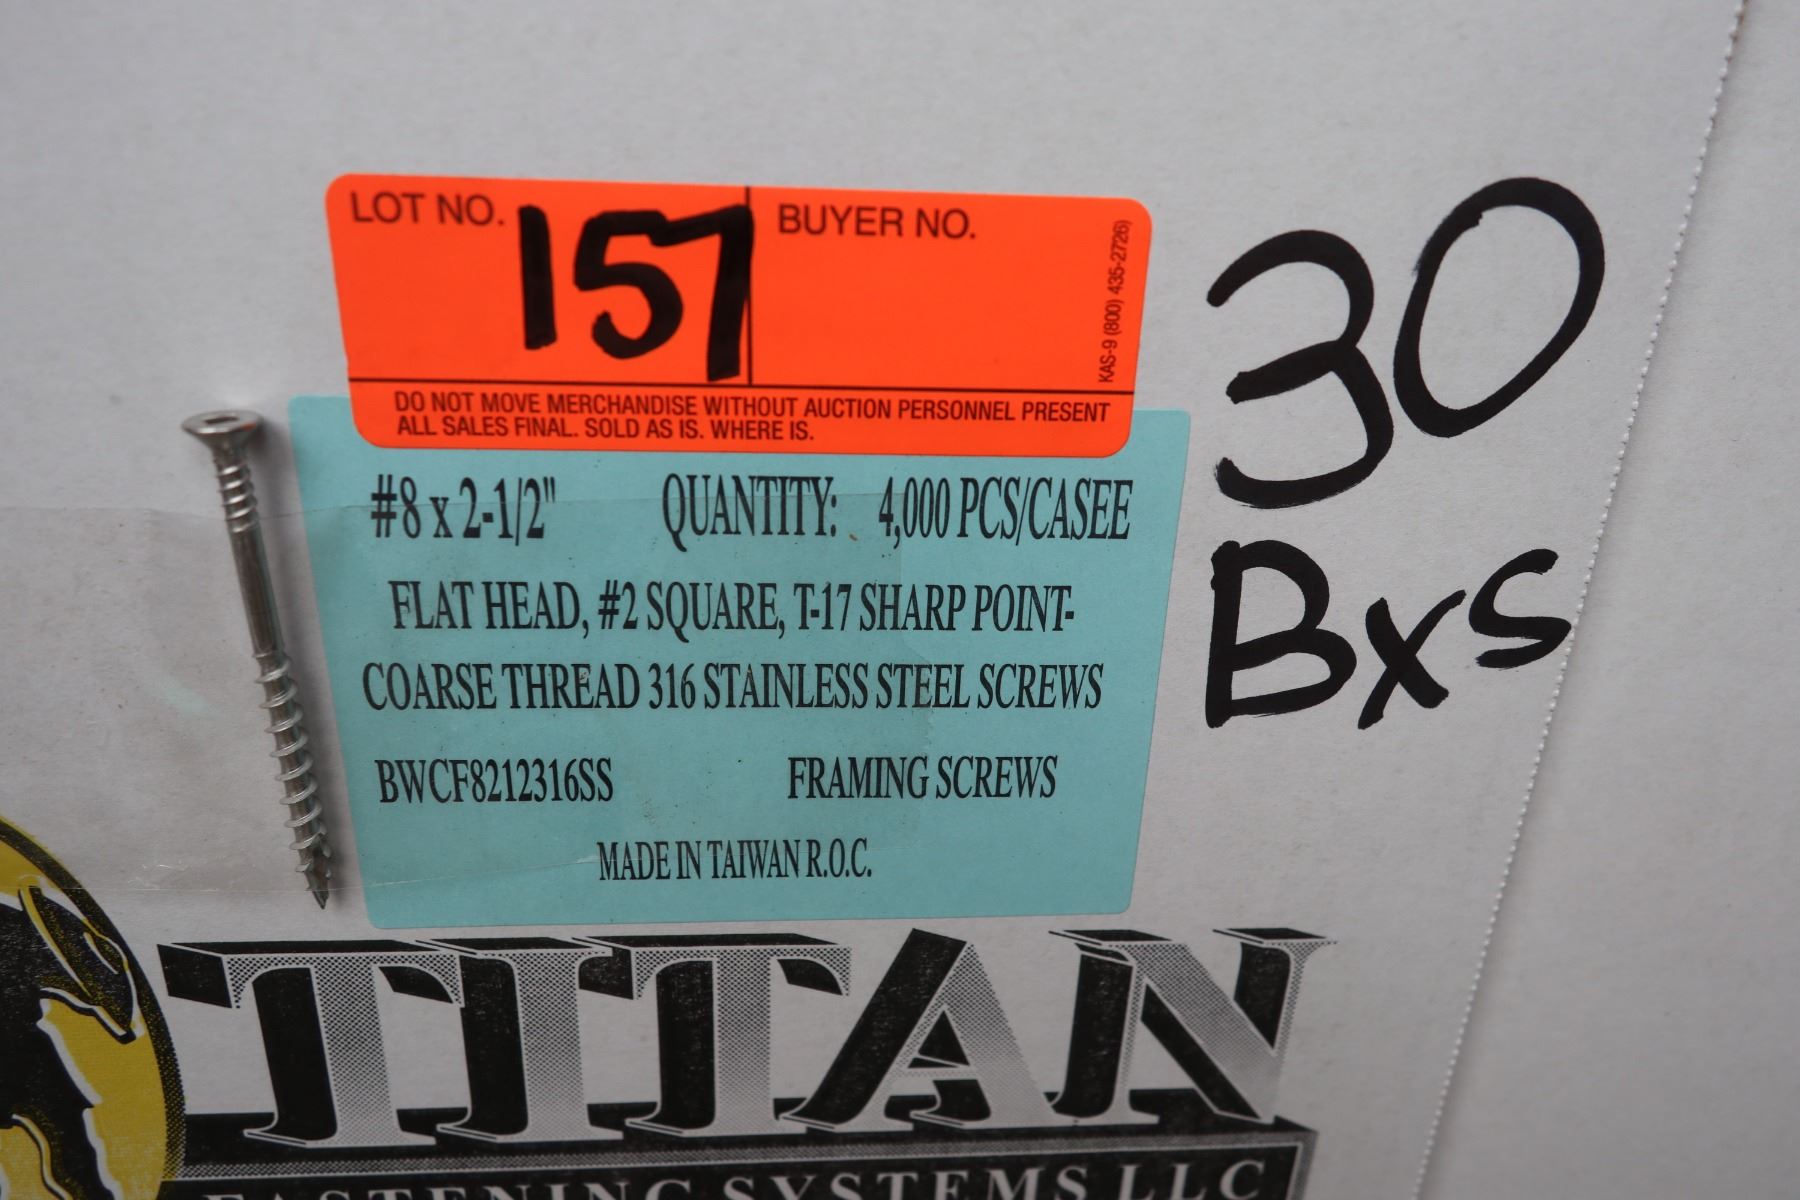 LOT NO. 157 BUYER NO.
KAS-9 (800) 435-2726)
DO NOT MOVE MERCHANDISE WITHOUT AUCTION PERSONNEL PRESENT
ALL SALES FINAL. SOLD AS IS. WHERE IS.
30
Bxs
#8 x 2-1/2" QUANTITY: 4,000 PCS/CASEE
FLAT HEAD, #2 SQUARE, T-17 SHARP POINT-
COARSE THREAD 316 STAINLESS STEEL SCREWS
BWCF8212316SS FRAMING SCREWS
MADE IN TAIWAN R.O.C.
TITAN
FASTENING SYSTEMS LLC